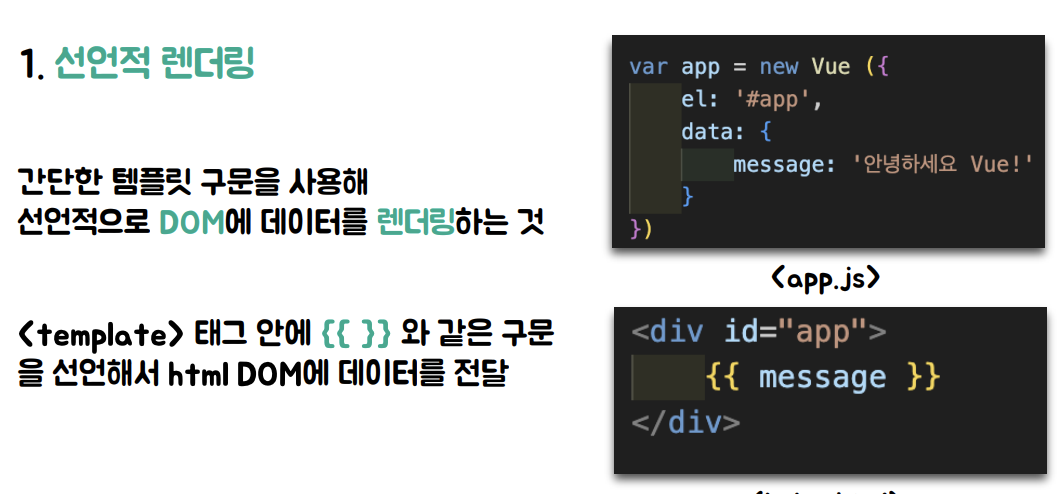 1. 선언적 렌더링
간단한 템플릿 구문을 사용해
선언적으로 DOM에 데이터를 렌더링하는 것
<template> 태그 안에 {{ }} 와 같은 구문
을 선언해서 html DOM에 데이터를 전달
var app = new Vue ({
el: '#app',
data: {
message: '안녕하세요 Vue!'
}
})
<app.js>
<div id="app">
{{ message }}
</div>